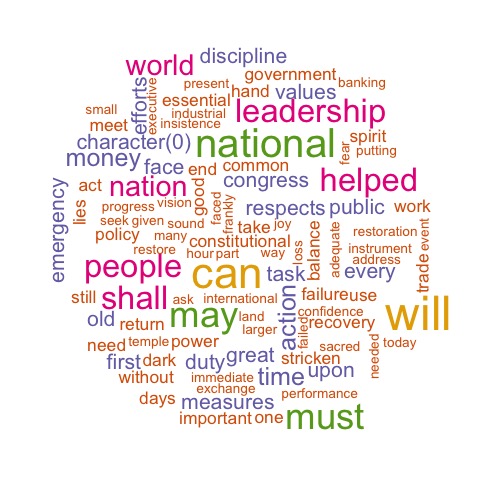 discipline
world
government
present
banking
hand
values
efforts
executive
essential
small
industrial
leadership
meet
insistence
character(0)
national
spirit
fear
putting
money
face
end
common
congress
helped
nation
good
act
emergency
lies
progress
vision
faced
frankly
respects
public
work
seek
given
sound
take
joy
policy
many
constitutional
loss
balance
adequate
restoration
event
restore
hour
part
way
instrument
address
trade
people
can
task
every
still
shall
ask
international
failure
use
may
land
action
confidence
will
old
return
larger
failed
recovery
need
temple
power
sacred
needed
today
first
dark
duty
great
stricken
without
immediate
time
upon
exchange
performance
days
measures
important
one
must